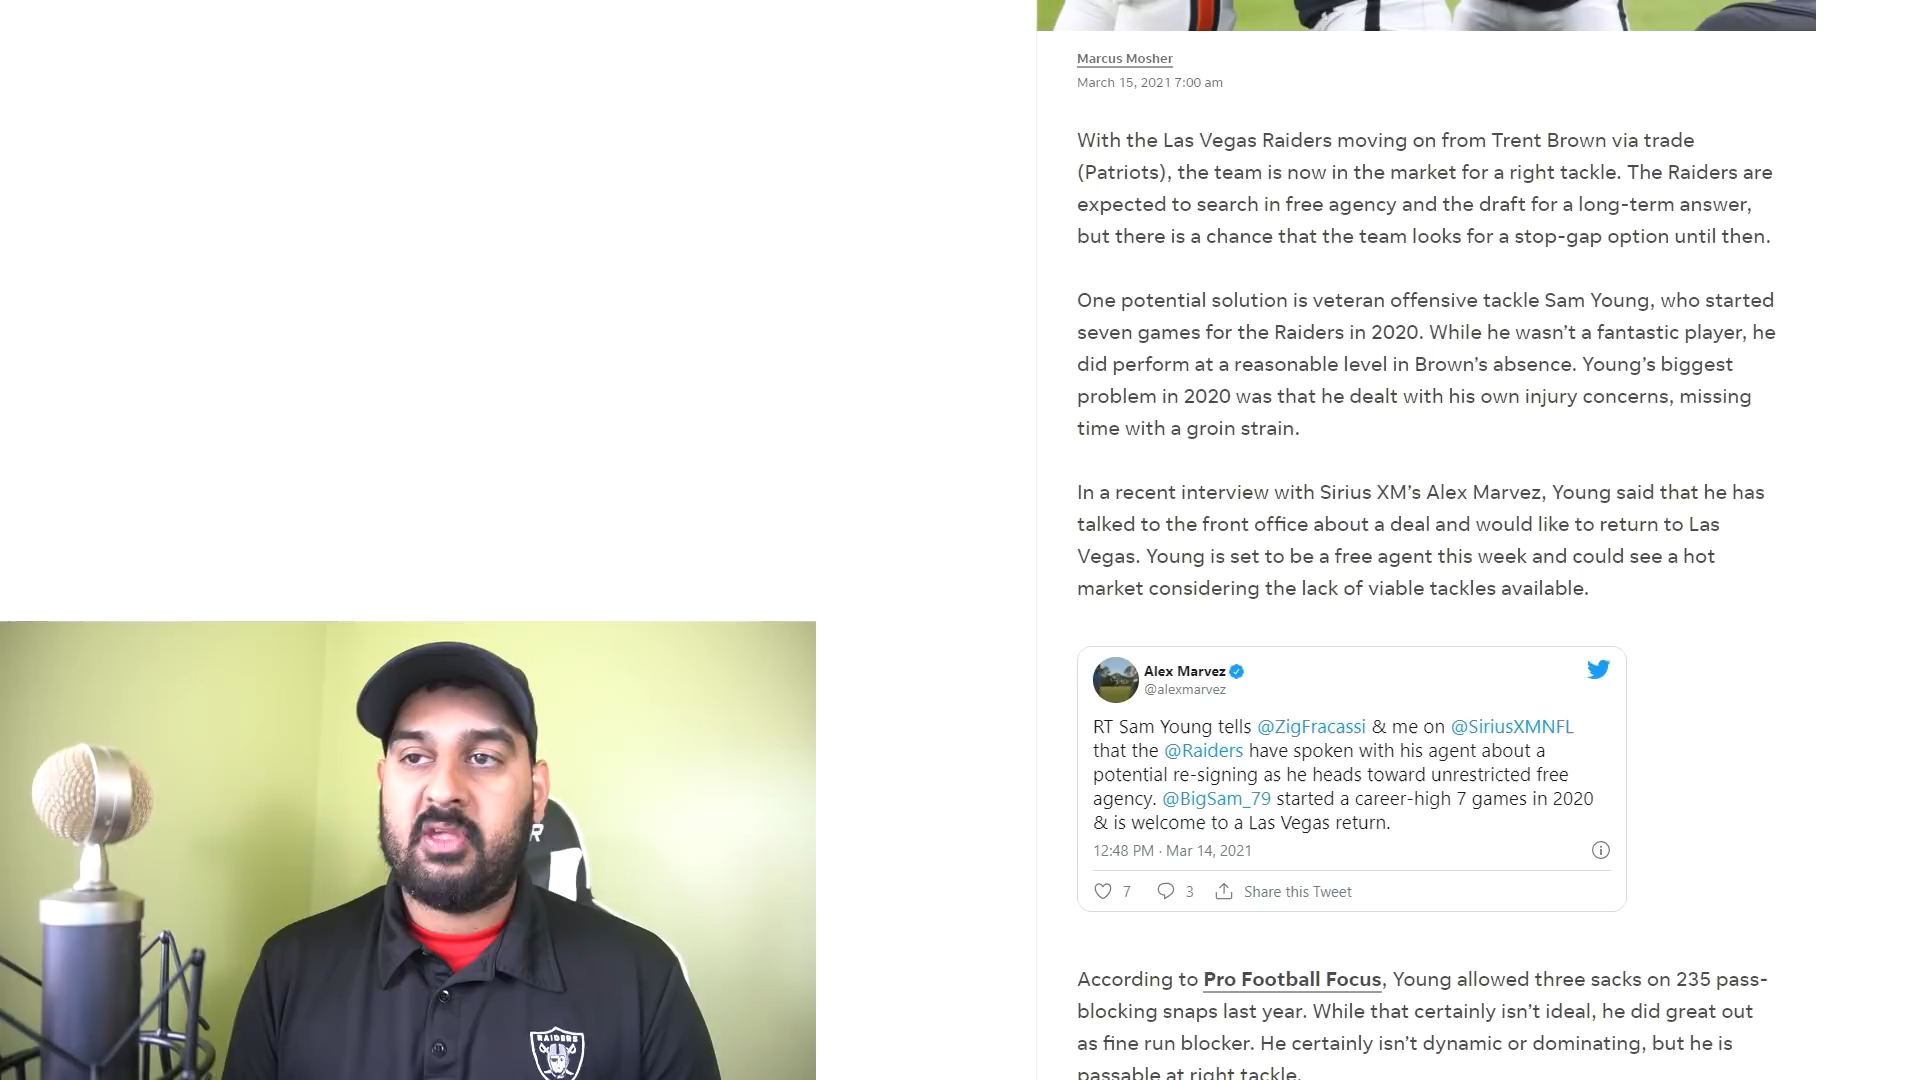 Marcus Mosher
March 15, 2021 7:00 am
With the Las Vegas Raiders moving on from Trent Brown via trade
(Patriots), the team is now in the market for a right tackle. The Raiders are
expected to search in free agency and the draft for a long-term answer,
but there is a chance that the team looks for a stop-gap option until then.
One potential solution is veteran offensive tackle Sam Young, who started
seven games for the Raiders in 2020. While he wasn’t a fantastic player, he
did perform at a reasonable level in Brown’s absence. Young’s biggest
problem in 2020 was that he dealt with his own injury concerns, missing
time with a groin strain.
In a recent interview with Sirius XM’s Alex Marvez, Young said that he has
talked to the front office about a deal and would like to return to Las
Vegas. Young is set to be a free agent this week and could see a hot
market considering the lack of viable tackles available.
Alex Marvez
@alexmarvez
RT Sam Young tells @ZigFracassi & me on @SiriusXMNFL
that the @Raiders have spoken with his agent about a
potential re-signing as he heads toward unrestricted free
agency. @BigSam_79 started a career-high 7 games in 2020
& is welcome to a Las Vegas return.
12:48 PM · Mar 14, 2021
7 3 Share this Tweet
According to Pro Football Focus, Young allowed three sacks on 235 pass-
blocking snaps last year. While that certainly isn’t ideal, he did great out
as fine run blocker. He certainly isn’t dynamic or dominating, but he is
passable at right tackle.
R
RAIDERS